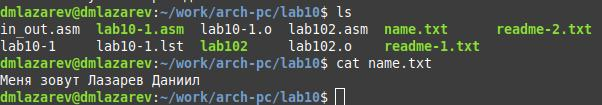 dmlazarev@dmlazarev:~/work/arch-pc/lab10$ ls
in_out.asm  lab10-1.asm  lab10-1.o  lab102.asm  name.txt  readme-2.txt
lab10-1  lab10-1.lst  lab102  lab102.o  readme-1.txt
dmlazarev@dmlazarev:~/work/arch-pc/lab10$ cat name.txt
Меня зовут Лазарев Даниил
dmlazarev@dmlazarev:~/work/arch-pc/lab10$